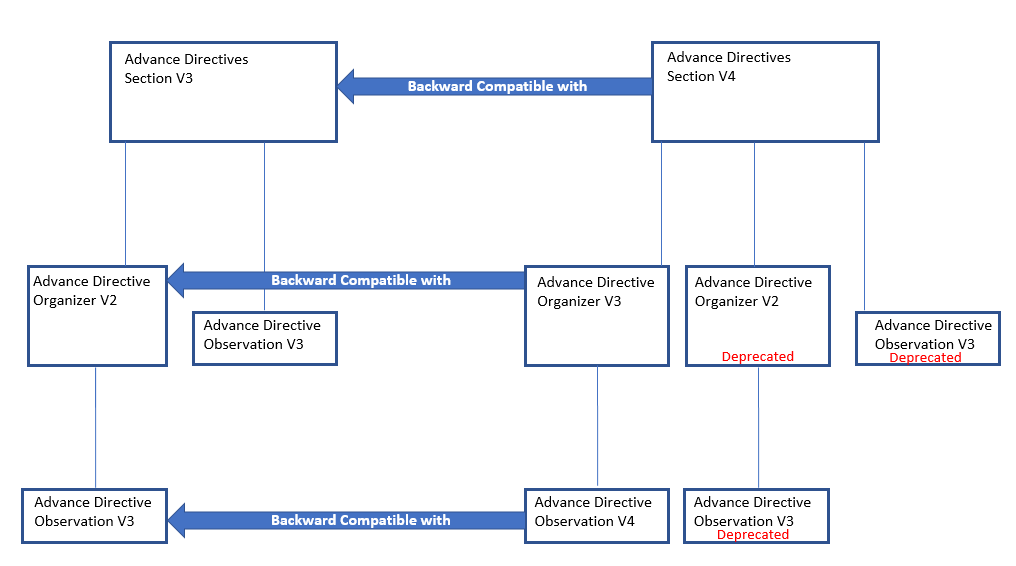 Advance Directives
Section V3
Backward Compatible with
Advance Directives
Section V4
Advance Directive
Organizer V2
Backward Compatible with
Advance Directive
Observation V3
Advance Directive
Organizer V3
Advance Directive
Organizer V2
Deprecated
Advance Directive
Observation V3
Deprecated
Advance Directive
Observation V3
Backward Compatible with
Advance Directive
Observation V4
Advance Directive
Observation V3
Deprecated